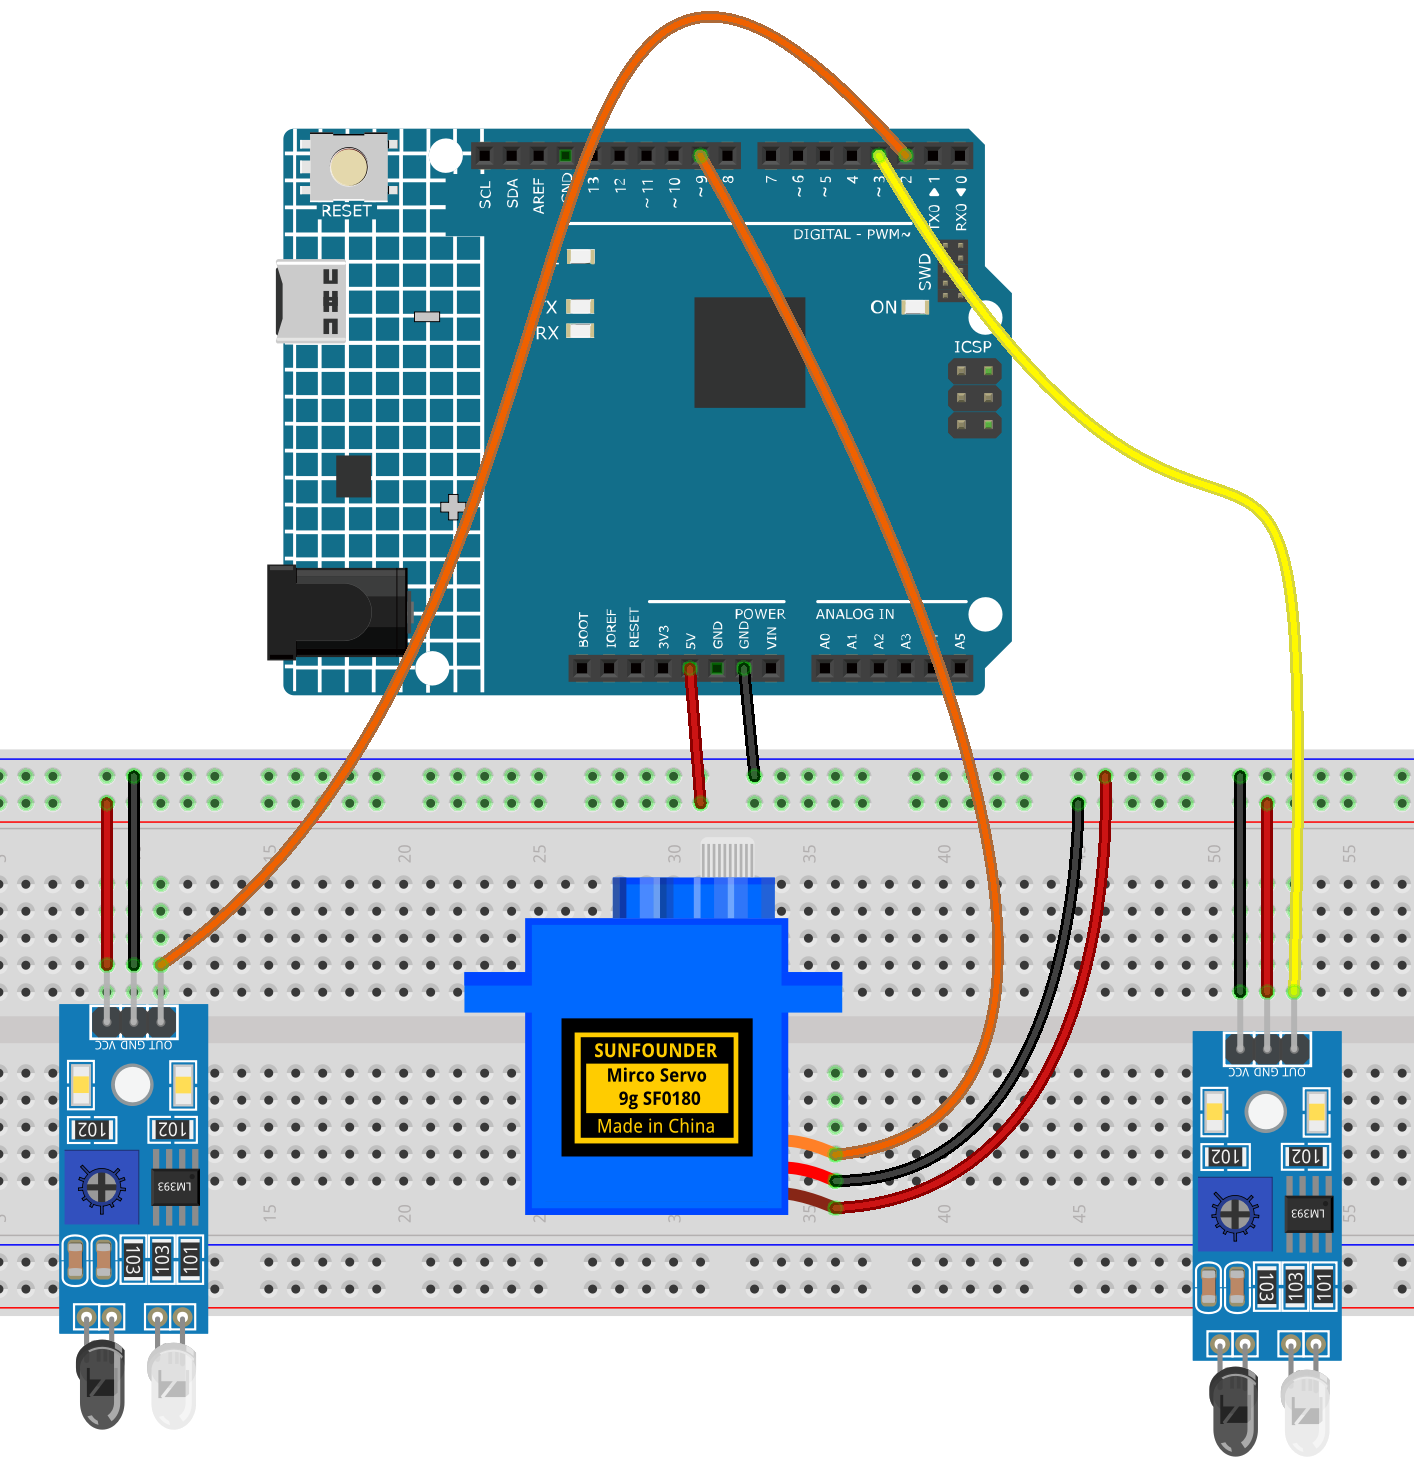 RESET
SCL
SDA
AREF
GND
13
12
~11
~10
~9
8
7
~6
~5
4
~3
2
TX0▶1
RX0◀0
DIGITAL - PWM~
SWD
X
RX
ON
ICSP
BOOT
IOREF
RESET
3V3
5V
GND
GND
VIN
POWER
ANALOG IN
A0
A1
A2
A3
A5
15
20
25
30
35
40
50
55
SUNFOUNDER
Mirco Servo
9g SF0180
Made in China
OUT GND VCC
102
102
LM393
103
103
101
OUT GND VCC
102
102
LM393
103
103
101
15
20
35
40
45
55